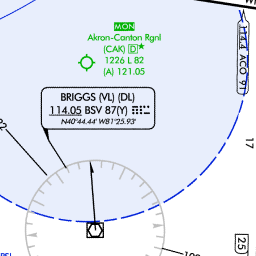 MON
Akron-Canton Rgnl
(CAK) D★
1226 L 82
(A) 121.05
114.4 ACO 91
BRIGGS (VL) (DL)
114.05 BSV 87(Y)
N40°44.44' W81°25.93'
17
25